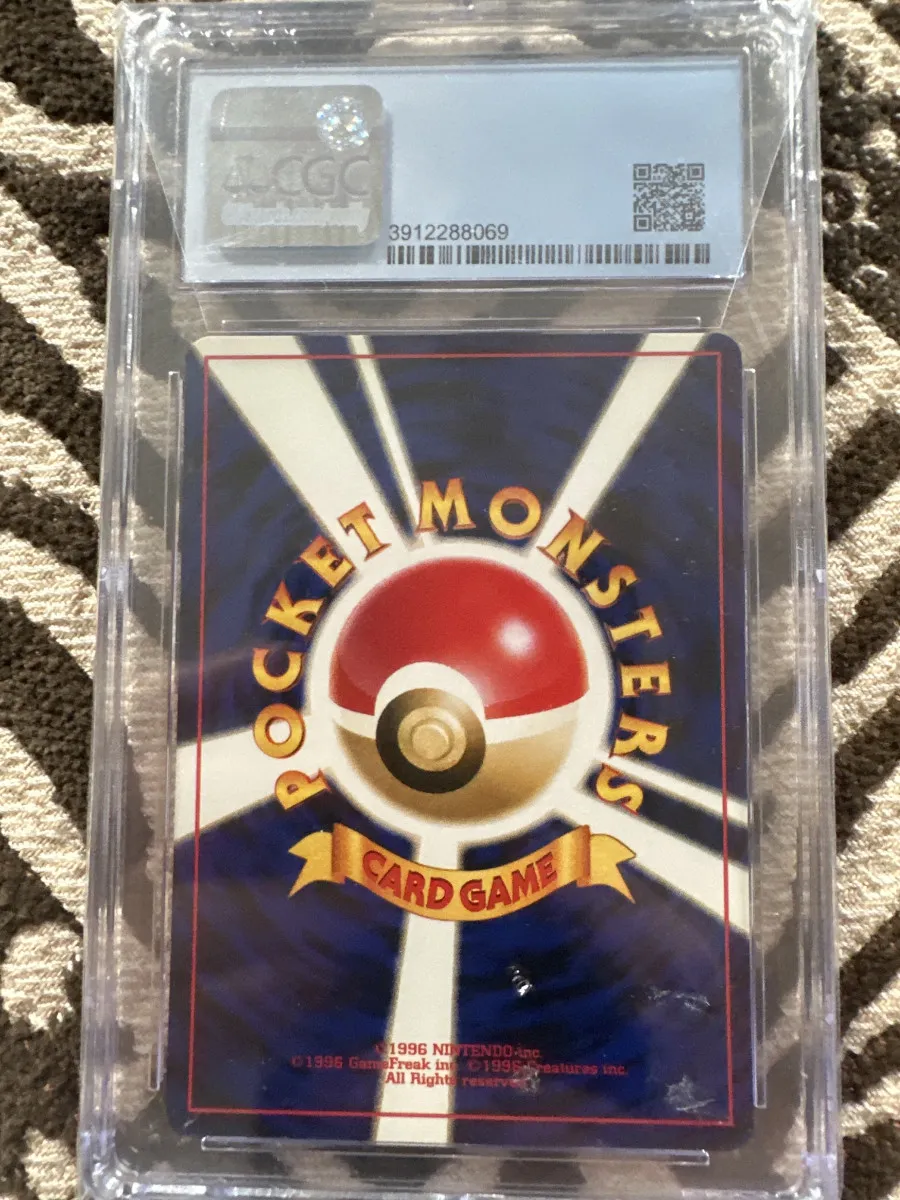 CGC
3912288069
POCKET MONSTERS
CARD GAME
©1996 NINTENDO,inc.
©1996 GameFreak inc. ©1996 Creatures inc.
All Rights reserved.